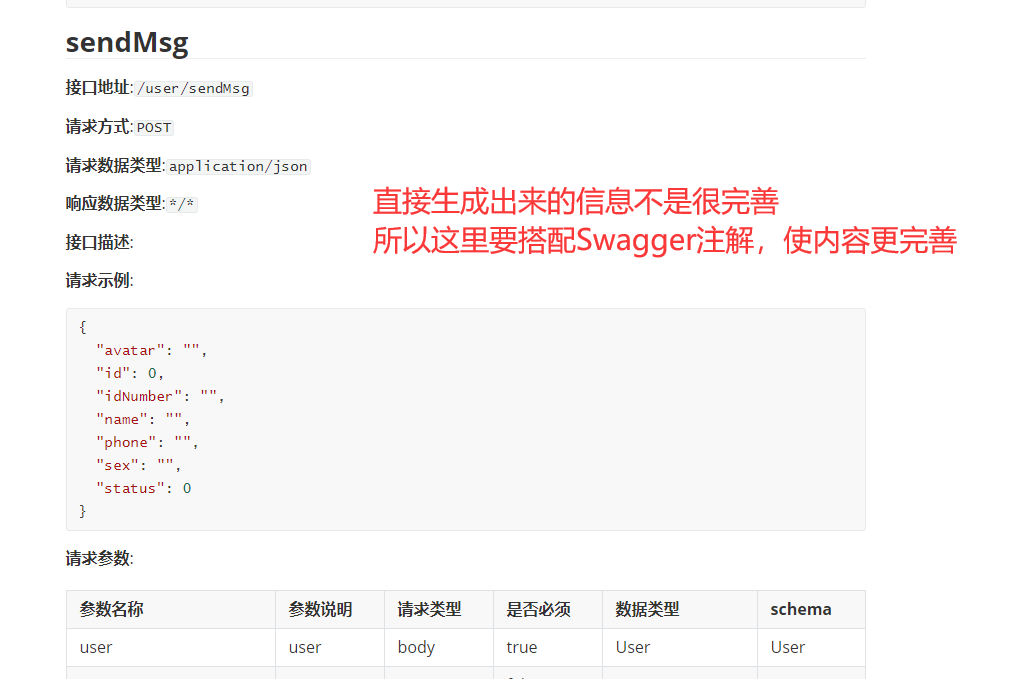 sendMsg
接口地址:/user/sendMsg
请求方式:POST
请求数据类型:application/json
响应数据类型:*/*
直接生成出来的信息不是很完善
所以这里要搭配Swagger注解，使内容更完善
接口描述:
请求示例:
{
"avatar": "",
"id": 0,
"idNumber": "",
"name": "",
"phone": "",
"sex": "",
"status": 0
}
请求参数:
参数名称 参数说明 请求类型 是否必须 数据类型 schema
user user body true User User